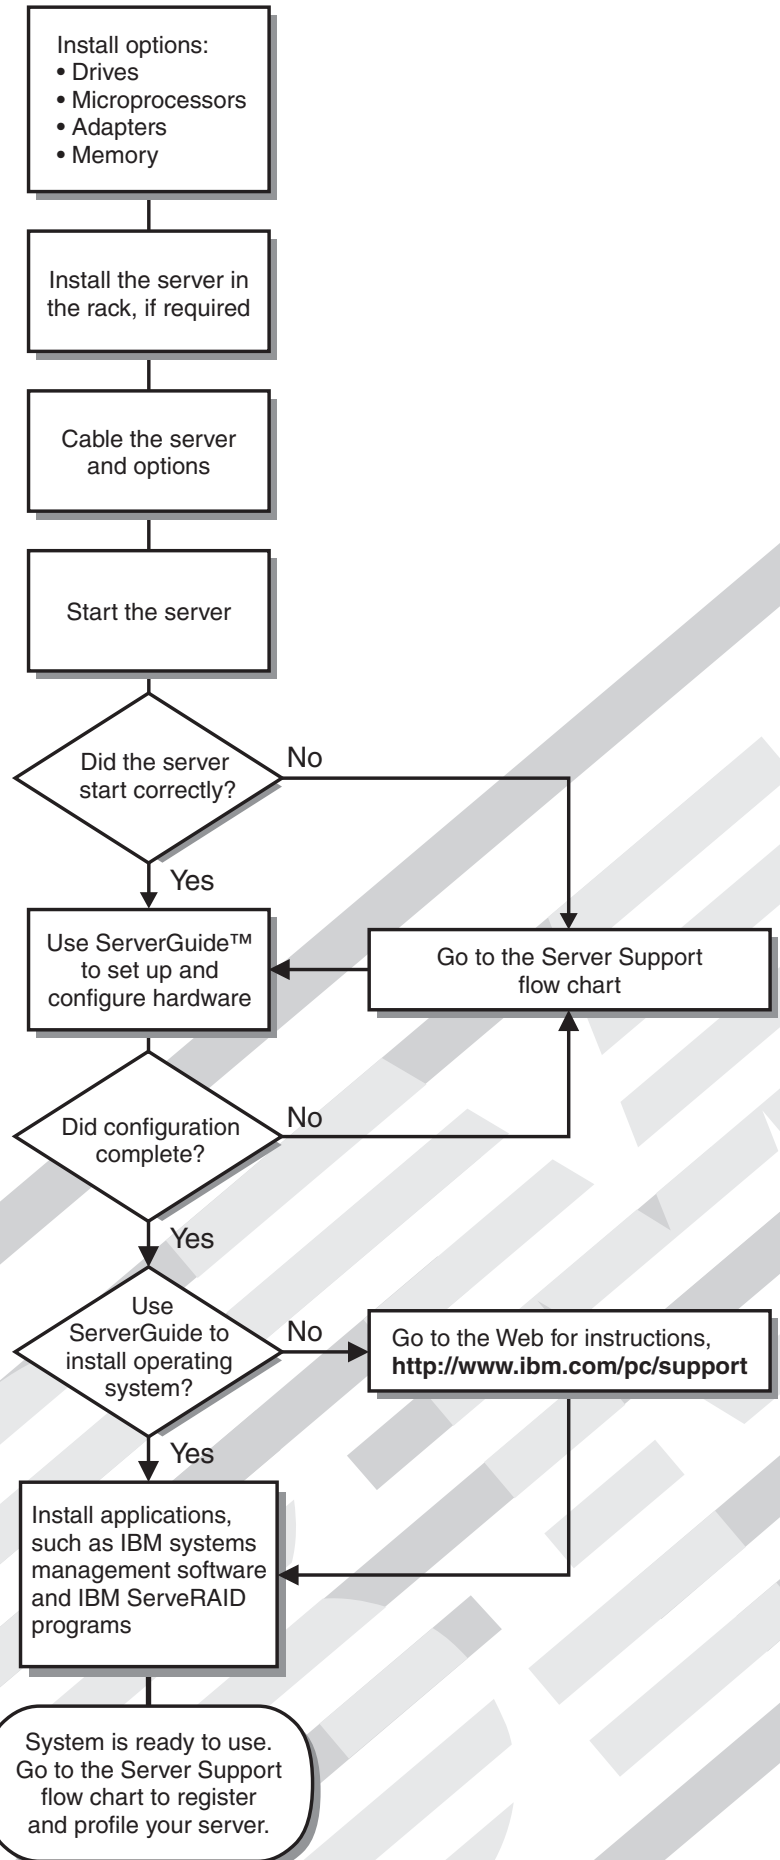 Install options:
• Drives
• Microprocessors
• Adapters
• Memory
Install the server in
the rack, if required
Cable the server
and options
Start the server
Did the server
start correctly?
No
Yes
Use ServerGuide™
to set up and
configure hardware
Go to the Server Support
flow chart
Did configuration
complete?
No
Yes
Use
ServerGuide to
install operating
system?
No
Go to the Web for instructions,
http://www.ibm.com/pc/support
Yes
Install applications,
such as IBM systems
management software
and IBM ServeRAID
programs
System is ready to use.
Go to the Server Support
flow chart to register
and profile your server.